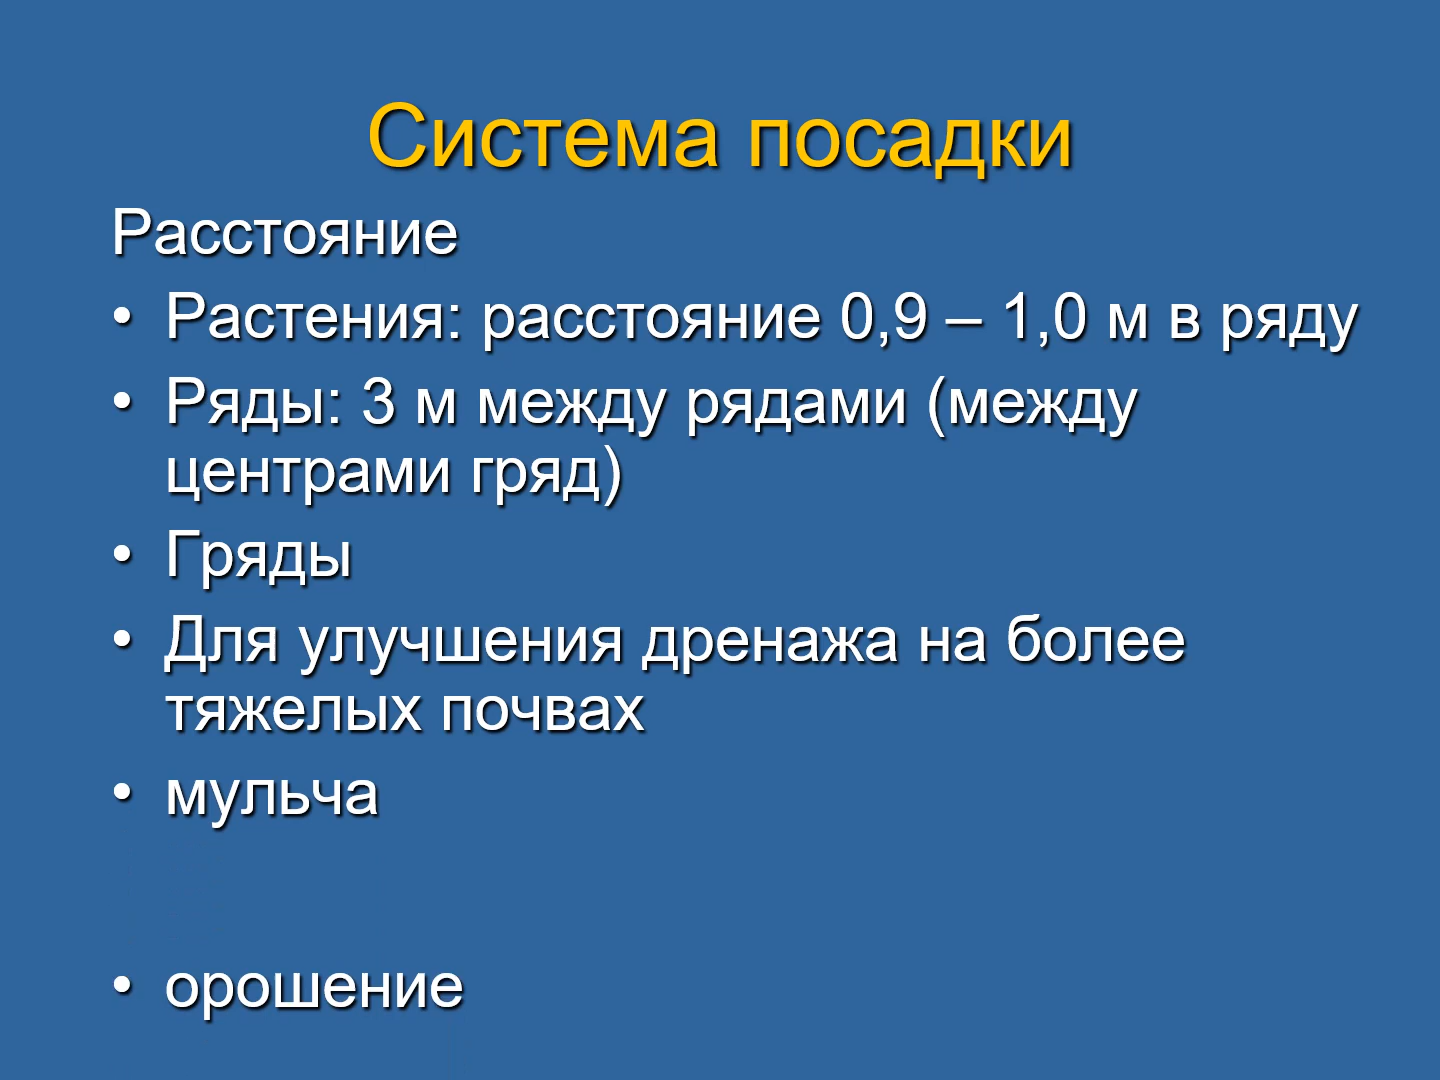 Система посадки
Расстояние
• Растения: расстояние 0,9 – 1,0 м в ряду
• Ряды: 3 м между рядами (между
центрами гряд)
• Гряды
• Для улучшения дренажа на более
тяжелых почвах
• мульча
• орошение